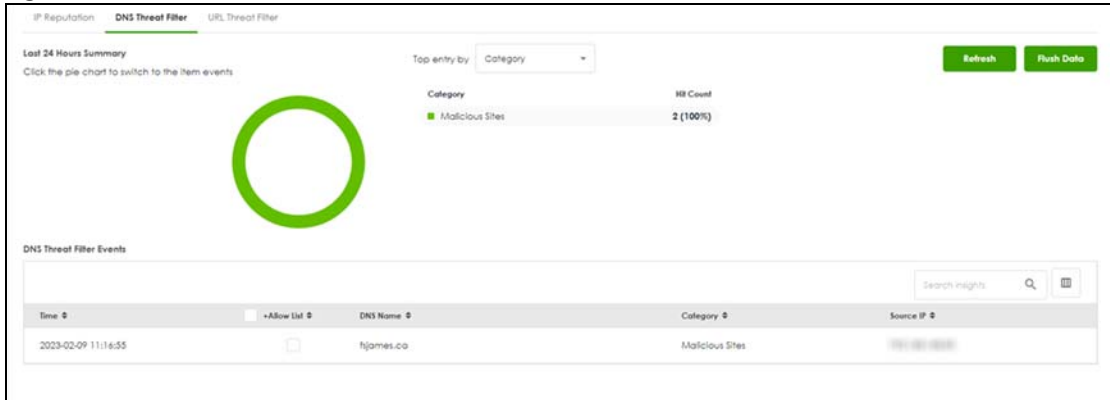 IP Reputation DNS Threat Filter URL Threat Filter
Last 24 Hours Summary
Click the pie chart to switch to the item events
Top entry by Category
Refresh Flush Data
Category Hit Count
Malicious Sites 2 (100%)
DNS Threat Filter Events
Search insights
Time +Allow List DNS Name Category Source IP
2023-02-09 11:16:55 hjames.co Malicious Sites